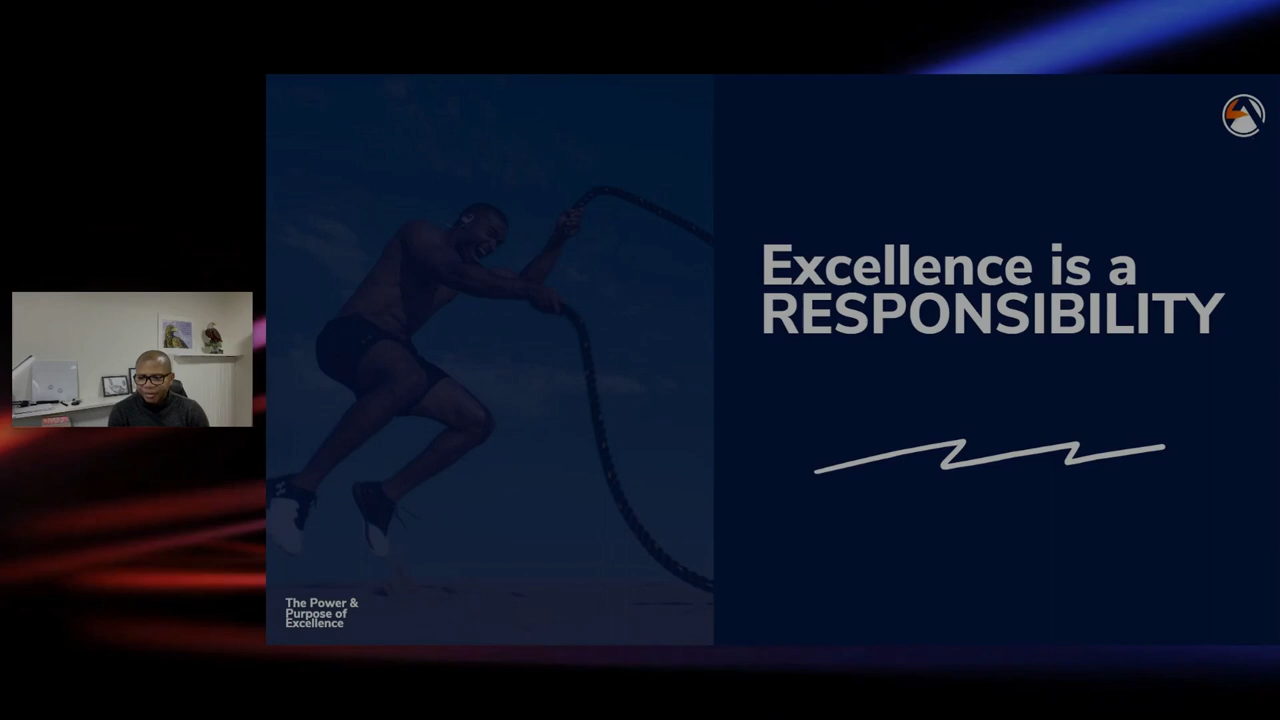 Excellence is a
RESPONSIBILITY
The Power &
Purpose of
Excellence